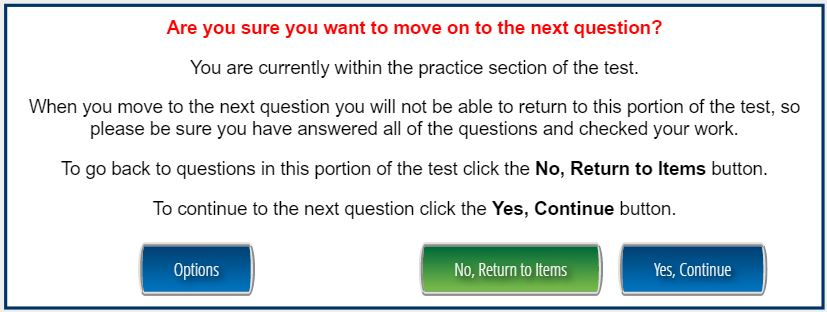 Are you sure you want to move on to the next question?
You are currently within the practice section of the test.
When you move to the next question you will not be able to return to this portion of the test, so
please be sure you have answered all of the questions and checked your work.
To go back to questions in this portion of the test click the No, Return to Items button.
To continue to the next question click the Yes, Continue button.
Options
No, Return to Items
Yes, Continue